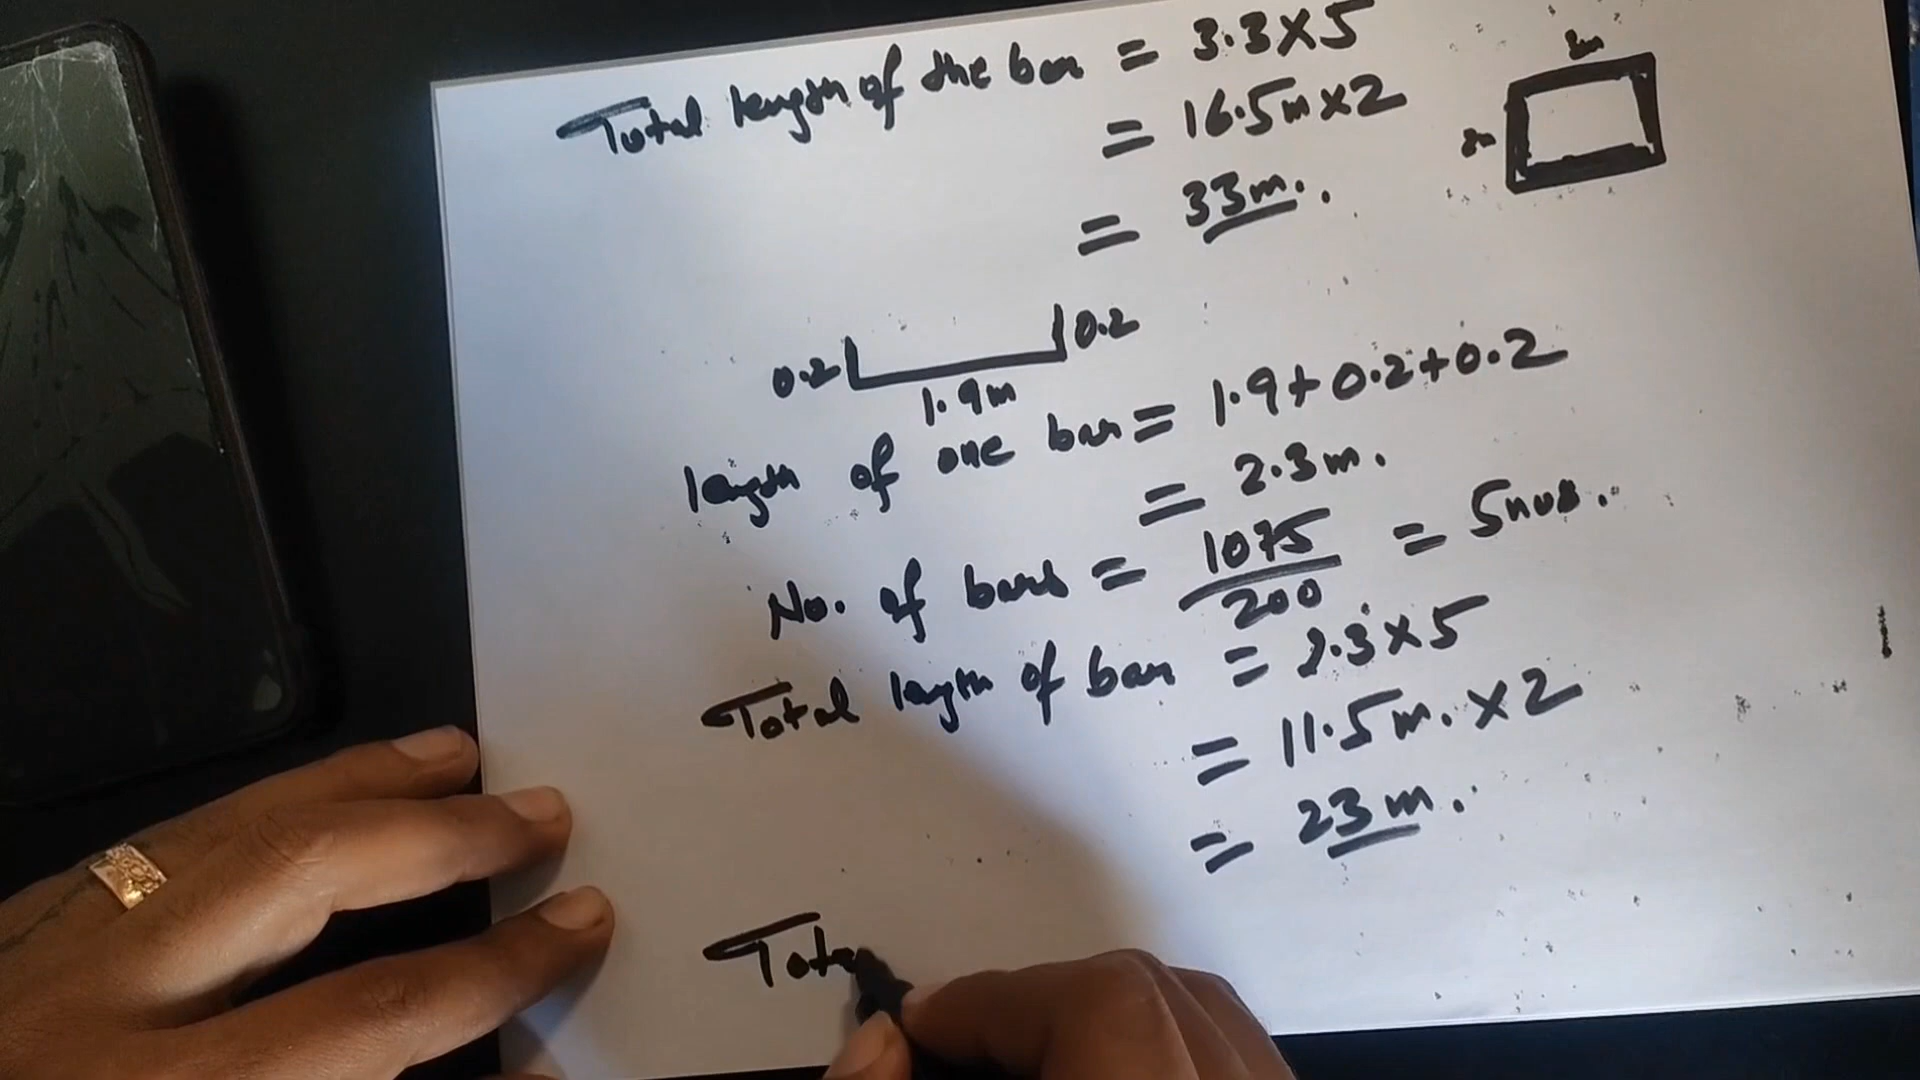 Total length of the bar = 3.3×5
= 16.5m×2
= 33m.
2m
2m
0.2
0.2
1.9m
length of one bar = 1.9+0.2+0.2
= 2.3m.
No. of bars = 1075/200 = 5nos.
Total length of bar = 2.3×5
= 11.5m.×2
= 23m.
Tota